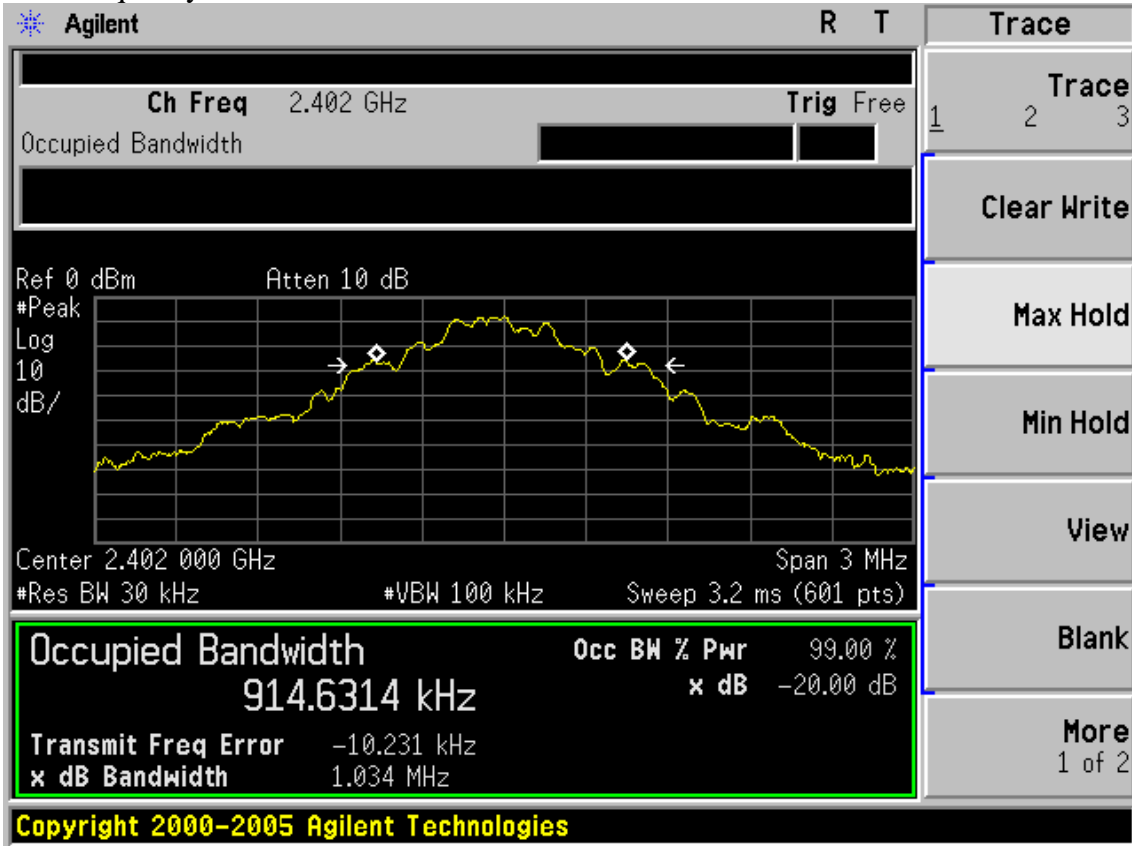 Agilent R T Trace
Ch Freq 2.402 GHz Trig Free
Occupied Bandwidth
Trace
1 2 3
Clear Write
Max Hold
Min Hold
View
Blank
More
1 of 2
Ref 0 dBm Atten 10 dB
#Peak
Log
10
dB/
Center 2.402 000 GHz Span 3 MHz
#Res BW 30 kHz #VBW 100 kHz Sweep 3.2 ms (601 pts)
Occupied Bandwidth Occ BW % Pwr 99.00 %
914.6314 kHz x dB -20.00 dB
Transmit Freq Error -10.231 kHz
x dB Bandwidth 1.034 MHz
Copyright 2000-2005 Agilent Technologies